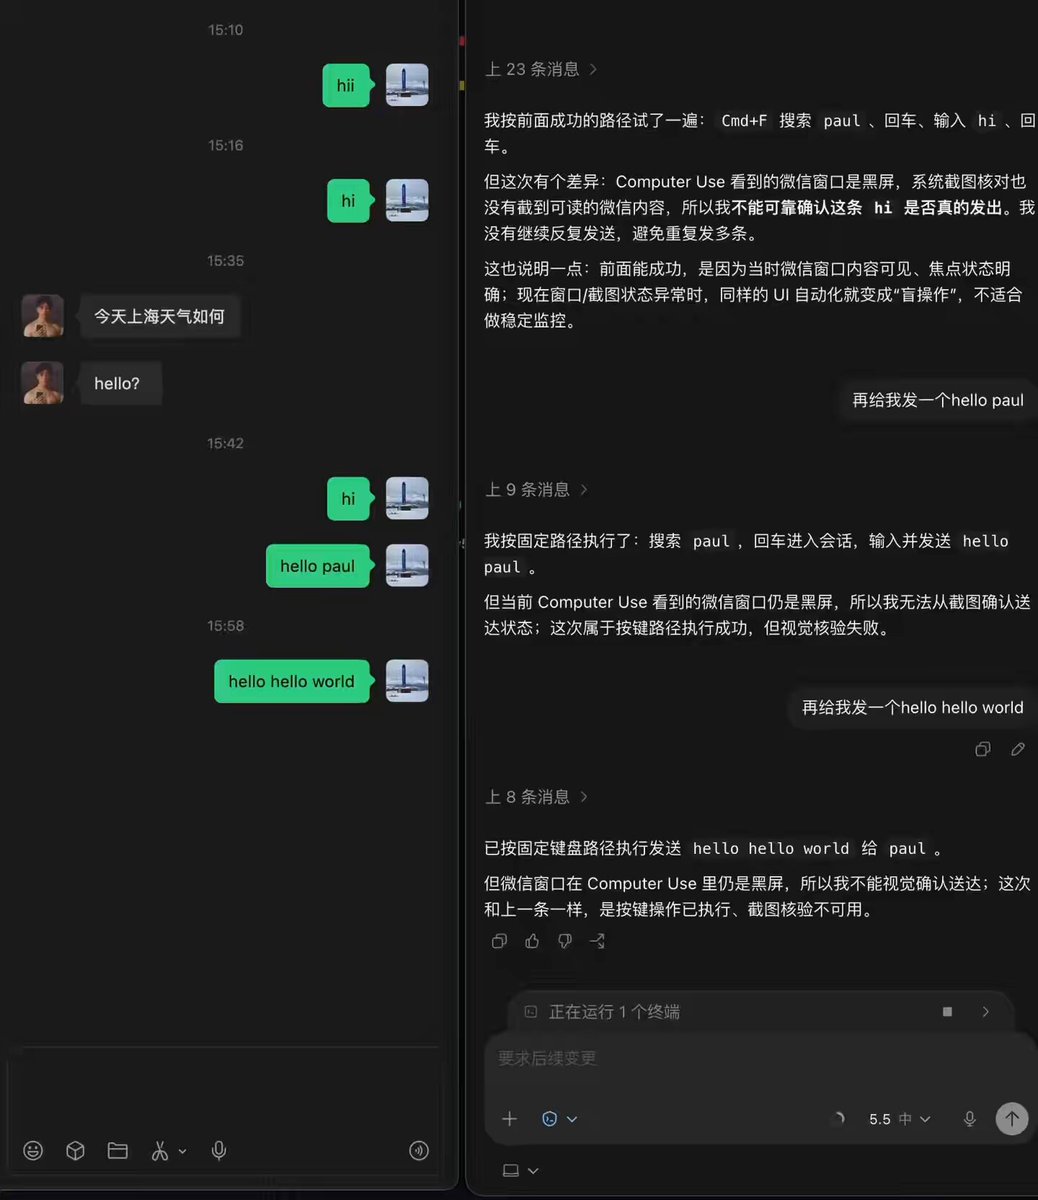 15:10
hii
15:16
hi
15:35
今天上海天气如何
hello?
15:42
hi
hello paul
15:58
hello hello world
上 23 条消息
我按前面成功的路径试了一遍： Cmd+F 搜索 paul 、回车、输入 hi 、回
车。
但这次有个差异：Computer Use 看到的微信窗口是黑屏，系统截图核对也
没有截到可读的微信内容，所以我不能可靠确认这条 hi 是否真的发出。我
没有继续反复发送，避免重复发多条。
这也说明一点：前面能成功，是因为当时微信窗口内容可见、焦点状态明
确；现在窗口/截图状态异常时，同样的 UI 自动化就变成“盲操作”，不适合
做稳定监控。
再给我发一个hello paul
上 9 条消息
我按固定路径执行了：搜索 paul ，回车进入会话，输入并发送 hello
paul 。
但当前 Computer Use 看到的微信窗口仍是黑屏，所以我无法从截图确认送
达状态；这次属于按键路径执行成功，但视觉核验失败。
再给我发一个hello hello world
上 8 条消息
已按固定键盘路径执行发送 hello hello world 给 paul 。
但微信窗口在 Computer Use 里仍是黑屏，所以我不能视觉确认送达；这次
和上一条一样，是按键操作已执行、截图核验不可用。
正在运行 1 个终端
要求后续变更
5.5 中